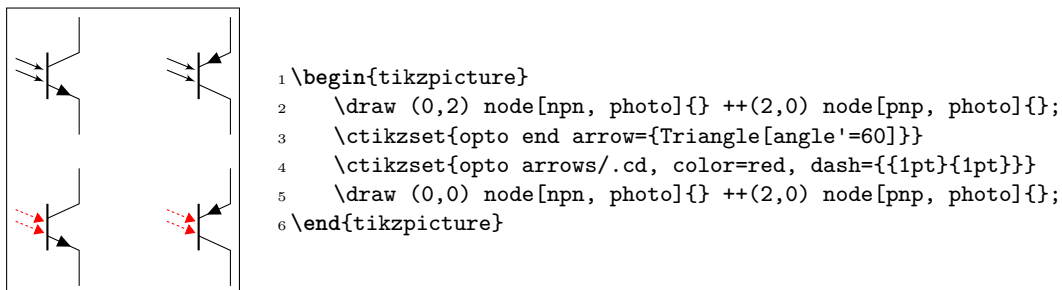 1 \begin{tikzpicture}
2     \draw (0,2) node[npn, photo]{} ++(2,0) node[pnp, photo]{};
3     \ctikzset{opto end arrow={Triangle[angle'=60]}}
4     \ctikzset{opto arrows/.cd, color=red, dash={{1pt}{1pt}}}
5     \draw (0,0) node[npn, photo]{} ++(2,0) node[pnp, photo]{};
6 \end{tikzpicture}